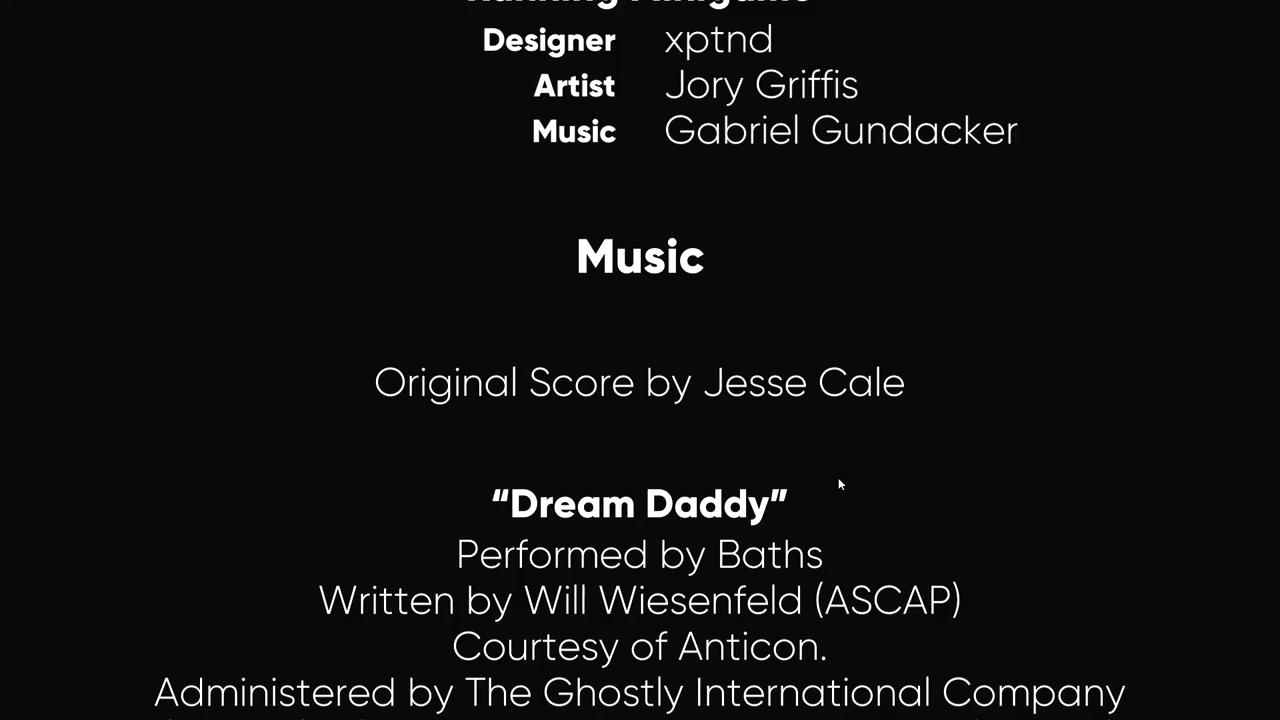 Designer xptnd
Artist Jory Griffis
Music Gabriel Gundacker
Music
Original Score by Jesse Cale
“Dream Daddy”
Performed by Baths
Written by Will Wiesenfeld (ASCAP)
Courtesy of Anticon.
Administered by The Ghostly International Company